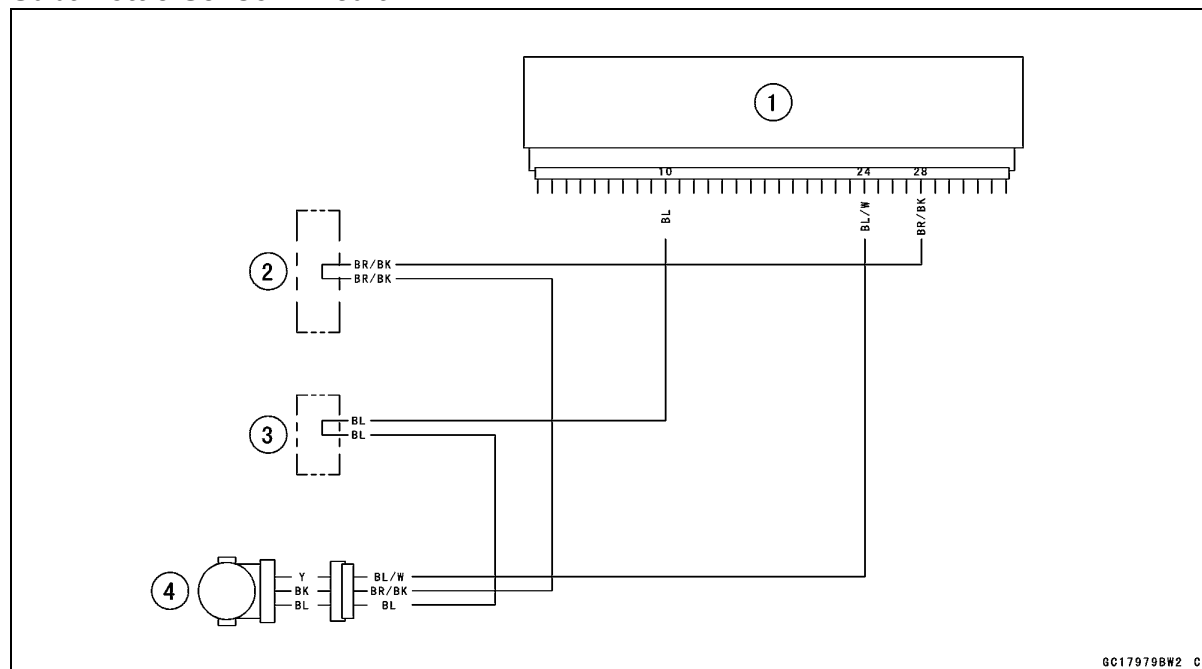 1
10 24 28
BL BL/W BR/BK
2
BR/BK
BR/BK
3
BL
BL
4
Y BL/W
BK BR/BK
BL BL
GC17979BW2 C